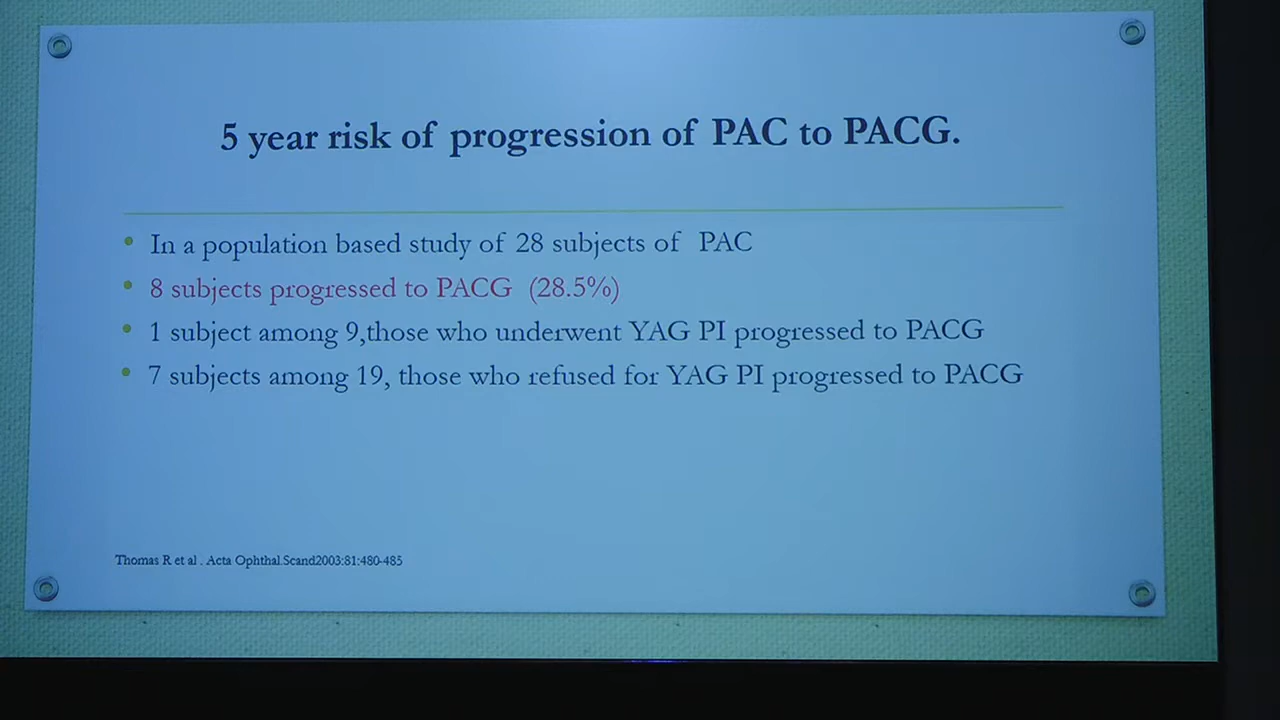 5 year risk of progression of PAC to PACG.
In a population based study of 28 subjects of PAC
8 subjects progressed to PACG (28.5%)
1 subject among 9,those who underwent YAG PI progressed to PACG
7 subjects among 19, those who refused for YAG PI progressed to PACG
Thomas R et al . Acta Ophthal Scand2003:81:480-485